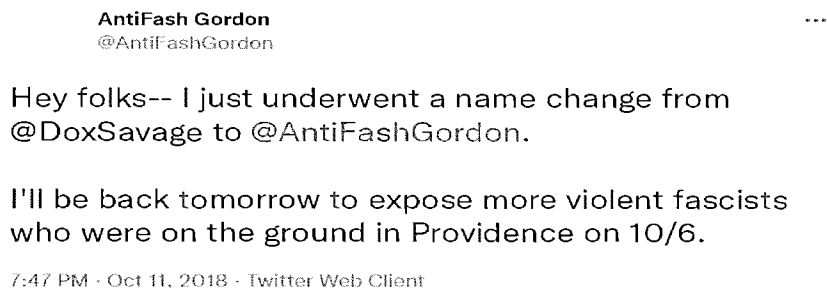 AntiFash Gordon
@AntiFashGordon
Hey folks-- I just underwent a name change from
@DoxSavage to @AntiFashGordon.
I'll be back tomorrow to expose more violent fascists
who were on the ground in Providence on 10/6.
7:47 PM · Oct 11, 2018 · Twitter Web Client